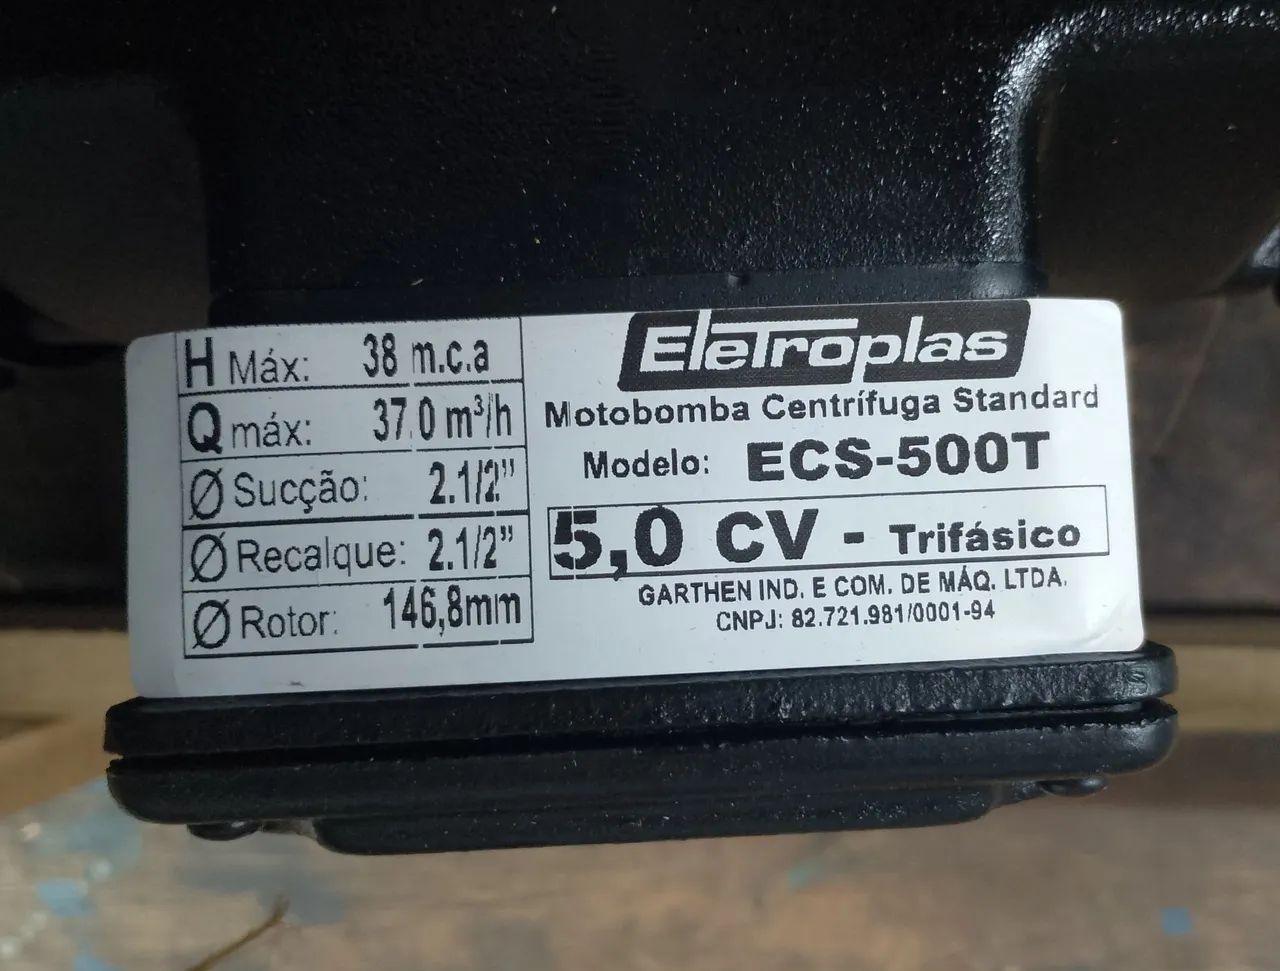 H Máx: 38 m.c.a
Q máx: 37.0 m³/h
Ø Sucção: 2.1/2"
Ø Recalque: 2.1/2"
Ø Rotor: 146,8mm
Eletroplas
Motobomba Centrífuga Standard
Modelo: ECS-500T
5,0 CV - Trifásico
GARTHEN IND. E COM. DE MÁQ. LTDA.
CNPJ: 82.721.981/0001-94